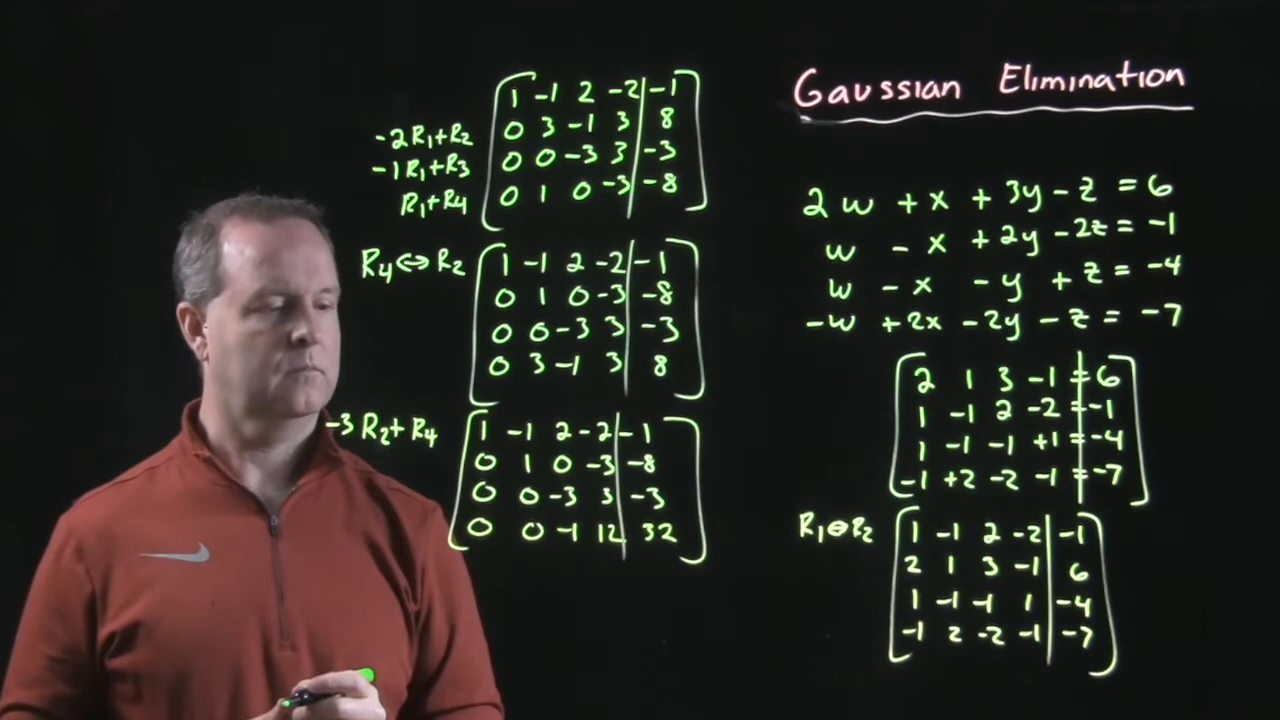 Gaussian Elimination
2w + x + 3y - z = 6
w - x + 2y - 2z = -1
w - x - y + z = -4
-w + 2x - 2y - z = -7
2 1 3 -1 = 6
1 -1 2 -2 = -1
1 -1 -1 +1 = -4
-1 +2 -2 -1 = -7
R1 ↔ R2
1 -1 2 -2 -1
2 1 3 -1 6
1 -1 -1 1 -4
-1 2 -2 -1 -7
1 -1 2 -2 -1
-2R1+R2 0 3 -1 3 8
-1R1+R3 0 0 -3 3 -3
R1+R4 0 1 0 -3 -8
R4 ↔ R2 1 -1 2 -2 -1
0 1 0 -3 -8
0 0 -3 3 -3
0 3 -1 3 8
-3R2+R4 1 -1 2 -2 -1
0 1 0 -3 -8
0 0 -3 3 -3
0 0 -1 12 32